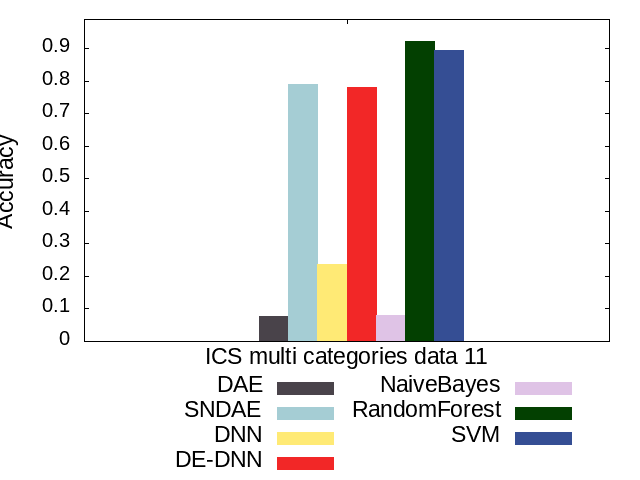 0.9
0.8
0.7
0.6
0.5
0.4
0.3
0.2
0.1
0
Accuracy
ICS multi categories data 11
DAE
SNDAE
DNN
DE-DNN
NaiveBayes
RandomForest
SVM